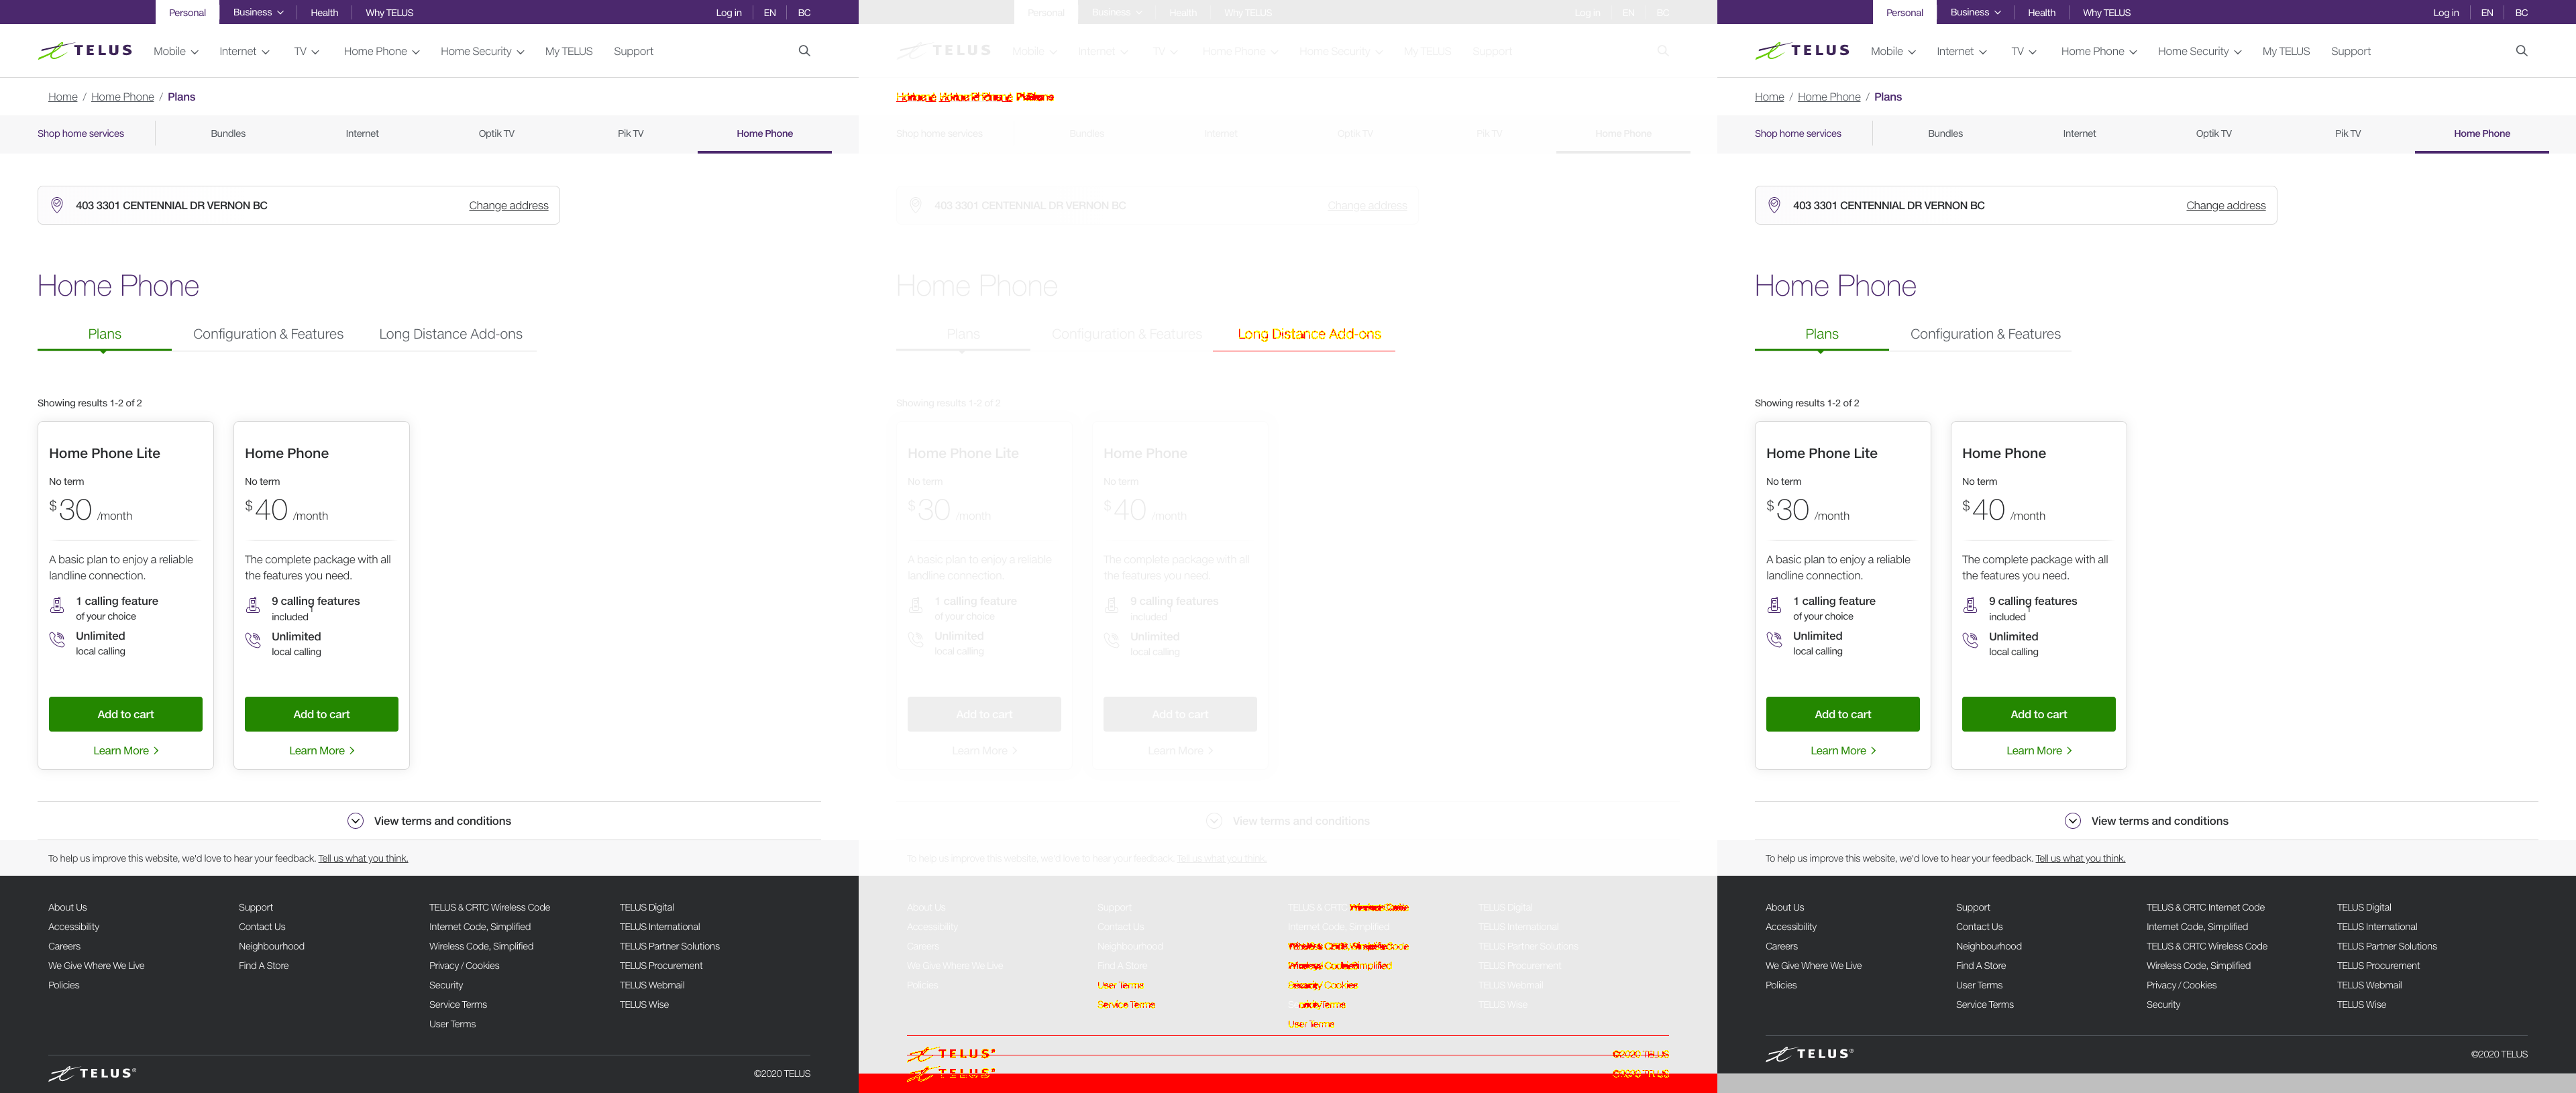 Personal Business Health Why TELUS Log in EN BC
TELUS Mobile Internet TV Home Phone Home Security My TELUS Support
Home / Home Phone / Plans
Shop home services Bundles Internet Optik TV Pik TV Home Phone
403 3301 CENTENNIAL DR VERNON BC Change address
Home Phone
Plans Configuration & Features Long Distance Add-ons
Showing results 1-2 of 2
Home Phone Lite
No term
$30 /month
A basic plan to enjoy a reliable
landline connection.
1 calling feature
of your choice
Unlimited
local calling
Add to cart
Learn More
Home Phone
No term
$40 /month
The complete package with all
the features you need.
9 calling features
included
Unlimited
local calling
Add to cart
Learn More
View terms and conditions
To help us improve this website, we'd love to hear your feedback. Tell us what you think.
About Us
Accessibility
Careers
We Give Where We Live
Policies
Support
Contact Us
Neighbourhood
Find A Store
TELUS & CRTC Wireless Code
Internet Code, Simplified
Wireless Code, Simplified
Privacy / Cookies
Security
Service Terms
User Terms
TELUS Digital
TELUS International
TELUS Partner Solutions
TELUS Procurement
TELUS Webmail
TELUS Wise
TELUS® ©2020 TELUS
Personal Business Health Why TELUS Log in EN BC
TELUS Mobile Internet TV Home Phone Home Security My TELUS Support
Shop home services Bundles Internet Optik TV Pik TV Home Phone
403 3301 CENTENNIAL DR VERNON BC Change address
Home Phone
Plans Configuration & Features Long Distance Add-ons
Showing results 1-2 of 2
Home Phone Lite
No term
$30 /month
A basic plan to enjoy a reliable
landline connection.
1 calling feature
of your choice
Unlimited
local calling
Add to cart
Learn More
Home Phone
No term
$40 /month
The complete package with all
the features you need.
9 calling features
included
Unlimited
local calling
Add to cart
Learn More
View terms and conditions
To help us improve this website, we'd love to hear your feedback. Tell us what you think.
About Us
Accessibility
Careers
We Give Where We Live
Policies
Support
Contact Us
Neighbourhood
Find A Store
User Terms
Service Terms
TELUS & CRTC
Internet Code, Simplified
User Terms
TELUS Digital
TELUS International
TELUS Partner Solutions
TELUS Procurement
TELUS Webmail
TELUS Wise
TELUS® ©2020 TELUS
TELUS® ©2020 TELUS
Personal Business Health Why TELUS Log in EN BC
TELUS Mobile Internet TV Home Phone Home Security My TELUS Support
Home / Home Phone / Plans
Shop home services Bundles Internet Optik TV Pik TV Home Phone
403 3301 CENTENNIAL DR VERNON BC Change address
Home Phone
Plans Configuration & Features
Showing results 1-2 of 2
Home Phone Lite
No term
$30 /month
A basic plan to enjoy a reliable
landline connection.
1 calling feature
of your choice
Unlimited
local calling
Add to cart
Learn More
Home Phone
No term
$40 /month
The complete package with all
the features you need.
9 calling features
included
Unlimited
local calling
Add to cart
Learn More
View terms and conditions
To help us improve this website, we'd love to hear your feedback. Tell us what you think.
About Us
Accessibility
Careers
We Give Where We Live
Policies
Support
Contact Us
Neighbourhood
Find A Store
User Terms
Service Terms
TELUS & CRTC Internet Code
Internet Code, Simplified
TELUS & CRTC Wireless Code
Wireless Code, Simplified
Privacy / Cookies
Security
TELUS Digital
TELUS International
TELUS Partner Solutions
TELUS Procurement
TELUS Webmail
TELUS Wise
TELUS® ©2020 TELUS